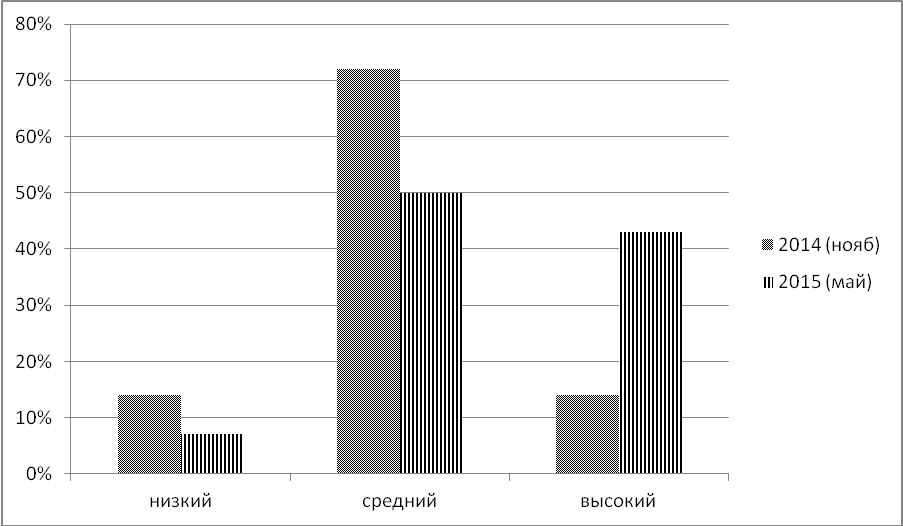 80%
70%
60%
50%
40%
30%
20%
10%
0%
низкий
средний
высокий
2014 (нояб)
2015 (май)